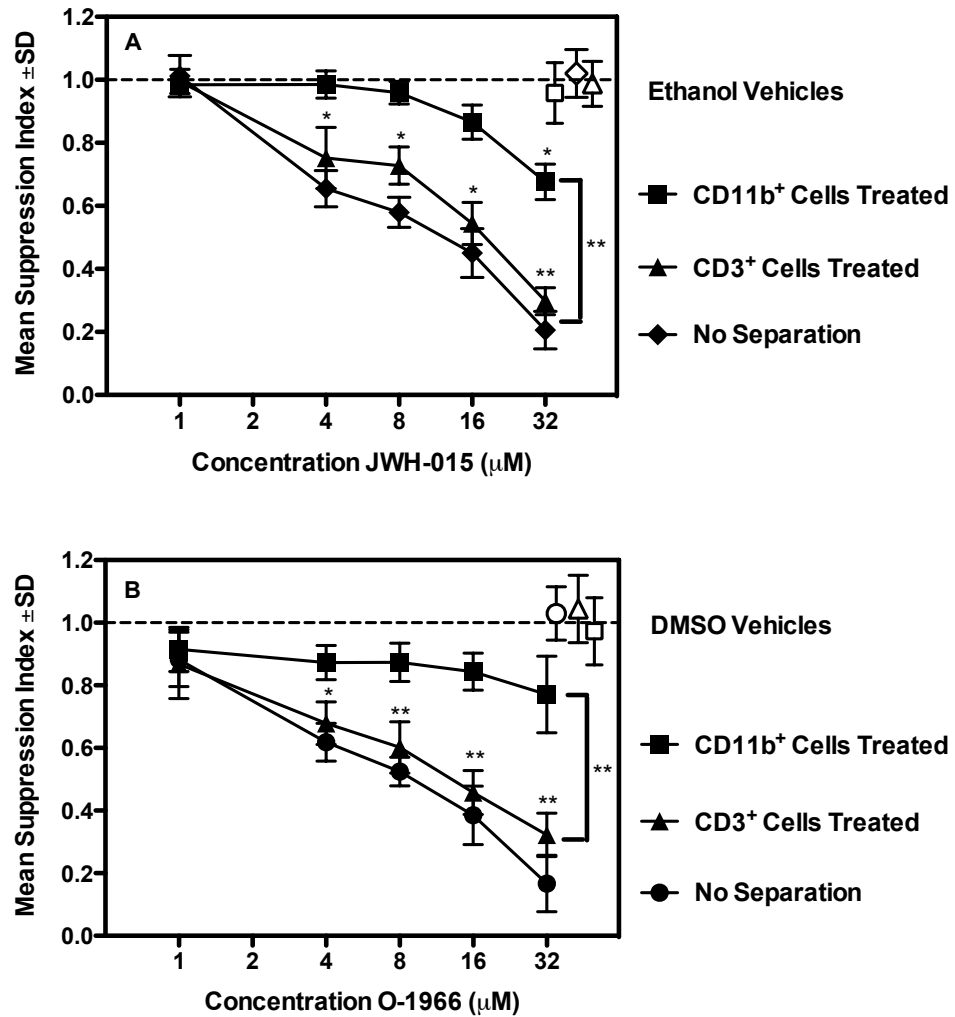 A
Mean Suppression Index ±SD
1.2
1.0
0.8
0.6
0.4
0.2
0.0
* * * * ** **
1 2 4 8 16 32
Concentration JWH-015 (μM)
Ethanol Vehicles
CD11b+ Cells Treated
CD3+ Cells Treated
No Separation
B
Mean Suppression Index ±SD
1.2
1.0
0.8
0.6
0.4
0.2
0.0
* ** ** ** **
1 2 4 8 16 32
Concentration O-1966 (μM)
DMSO Vehicles
CD11b+ Cells Treated
CD3+ Cells Treated
No Separation